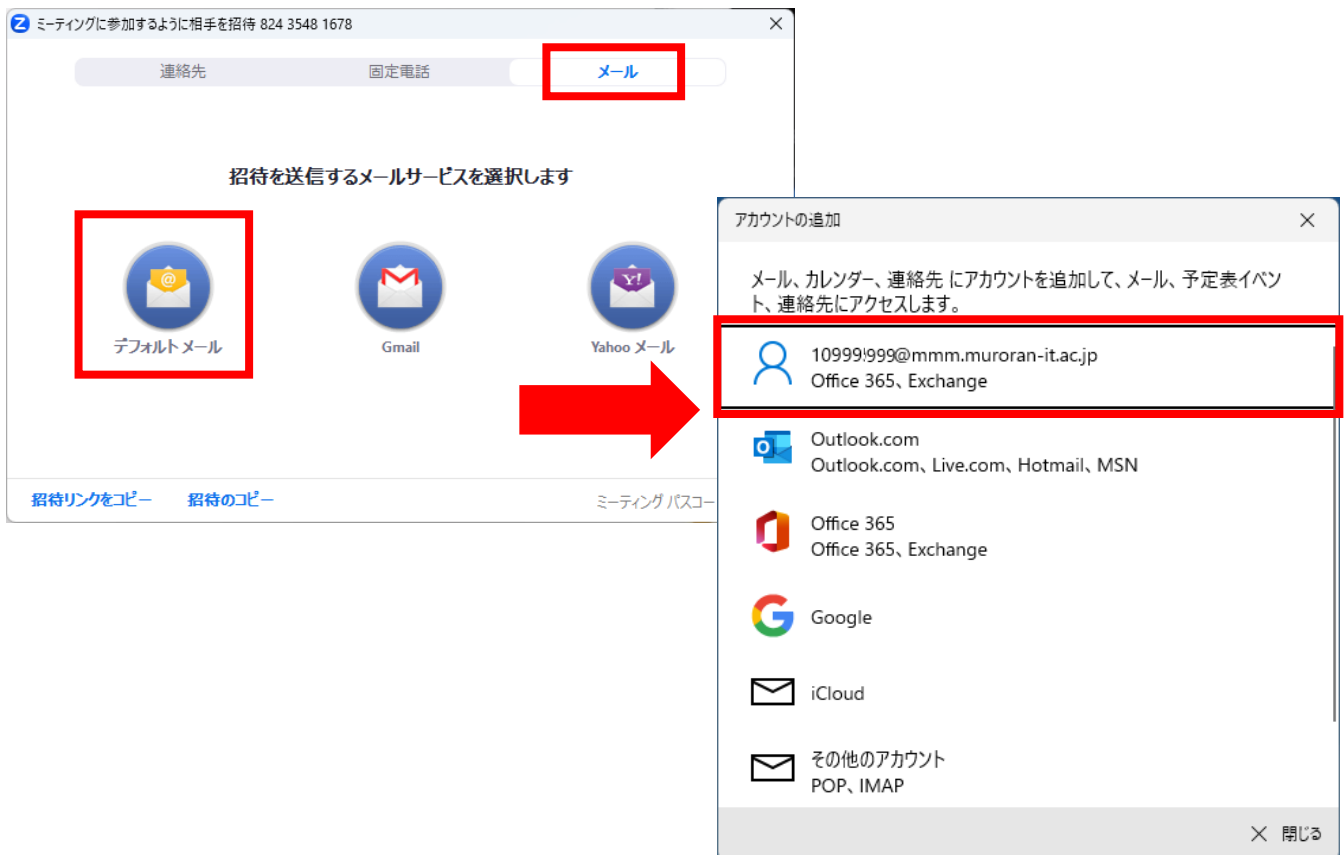 ミーティングに参加するように相手を招待 824 3548 1678
連絡先
固定電話
メール
招待を送信するメールサービスを選択します
デフォルト メール
Gmail
Yahoo メール
招待リンクをコピー
招待のコピー
ミーティング パスコー
アカウントの追加
メール、カレンダー、連絡先 にアカウントを追加して、メール、予定表イベン
ト、連絡先にアクセスします。
10999999@mmm.muroran-it.ac.jp
Office 365、Exchange
Outlook.com
Outlook.com、Live.com、Hotmail、MSN
Office 365
Office 365、Exchange
Google
iCloud
その他のアカウント
POP、IMAP
閉じる